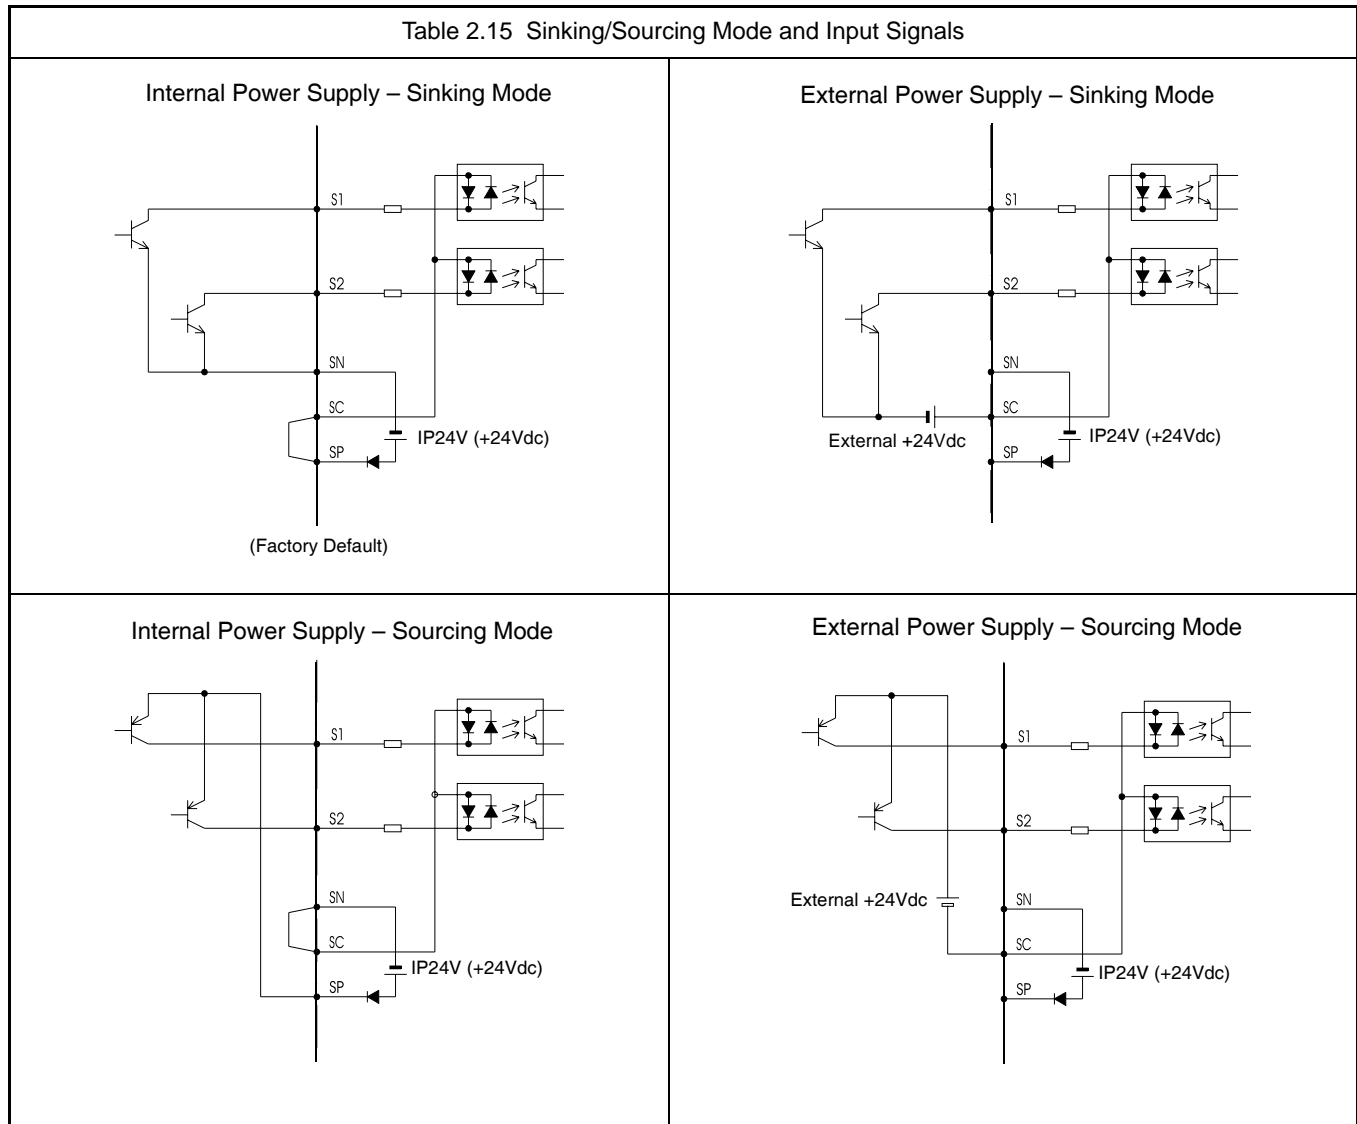 Table 2.15 Sinking/Sourcing Mode and Input Signals
Internal Power Supply – Sinking Mode
S1
S2
SN
SC
IP24V (+24Vdc)
SP
(Factory Default)
External Power Supply – Sinking Mode
S1
S2
SN
SC
External +24Vdc
IP24V (+24Vdc)
SP
Internal Power Supply – Sourcing Mode
S1
S2
SN
SC
IP24V (+24Vdc)
SP
External Power Supply – Sourcing Mode
S1
S2
External +24Vdc
SN
SC
IP24V (+24Vdc)
SP